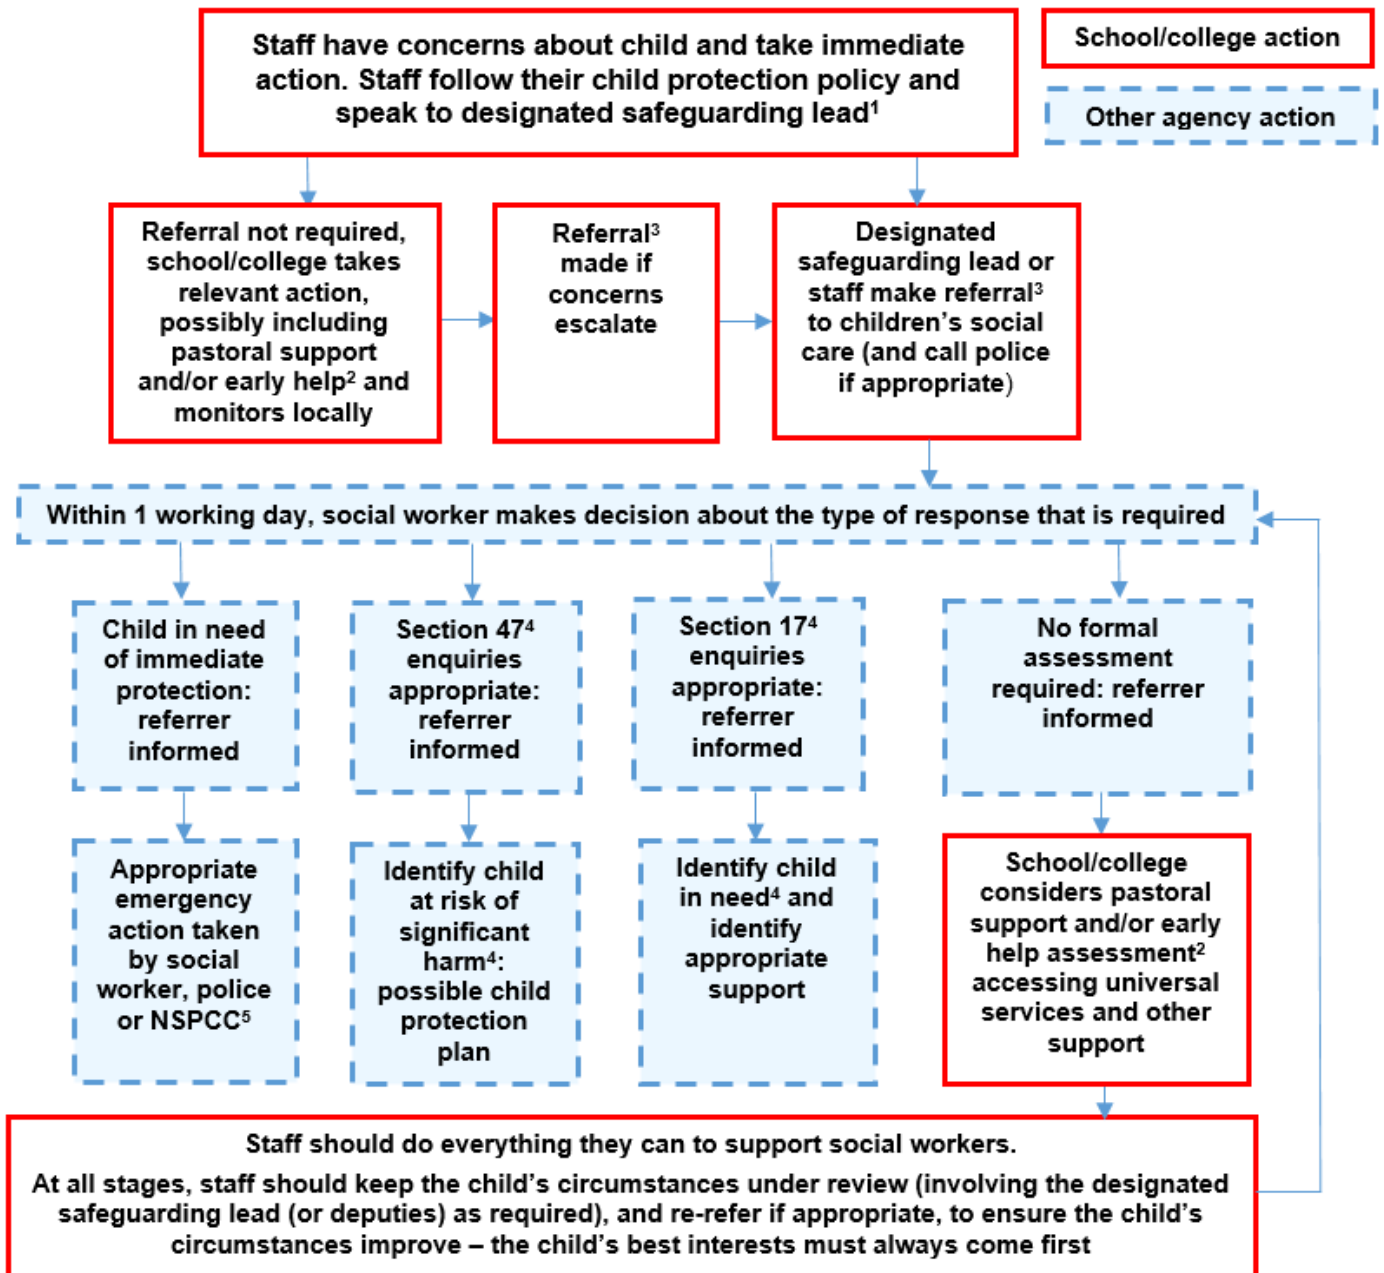 Staff have concerns about child and take immediate
action. Staff follow their child protection policy and
speak to designated safeguarding lead¹
School/college action
Other agency action
Referral not required,
school/college takes
relevant action,
possibly including
pastoral support
and/or early help² and
monitors locally
Referral³
made if
concerns
escalate
Designated
safeguarding lead or
staff make referral³
to children’s social
care (and call police
if appropriate)
Within 1 working day, social worker makes decision about the type of response that is required
Child in need
of immediate
protection:
referrer
informed
Section 47⁴
enquiries
appropriate:
referrer
informed
Section 17⁴
enquiries
appropriate:
referrer
informed
No formal
assessment
required: referrer
informed
Appropriate
emergency
action taken
by social
worker, police
or NSPCC⁵
Identify child
at risk of
significant
harm⁴:
possible child
protection
plan
Identify child
in need⁴ and
identify
appropriate
support
School/college
considers pastoral
support and/or early
help assessment²
accessing universal
services and other
support
Staff should do everything they can to support social workers.
At all stages, staff should keep the child’s circumstances under review (involving the designated
safeguarding lead (or deputies) as required), and re-refer if appropriate, to ensure the child’s
circumstances improve – the child’s best interests must always come first